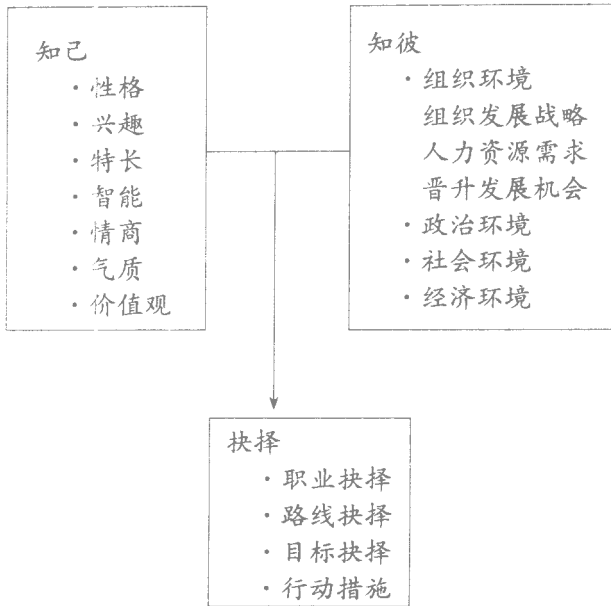 知己
·性格
·兴趣
·特长
·智能
·情商
·气质
·价值观
知彼
·组织环境
组织发展战略
人力资源需求
晋升发展机会
·政治环境
·社会环境
·经济环境
抉择
·职业抉择
·路线抉择
·目标抉择
·行动措施